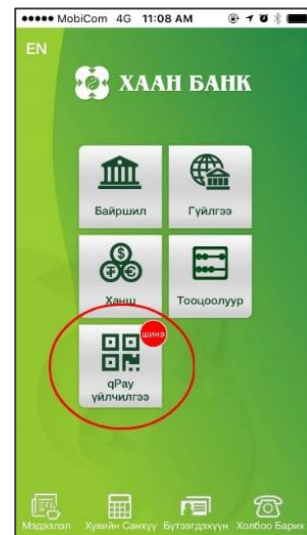 MobiCom 4G 11:08 AM
EN
ХААН БАНК
Байршил
Гүйлгээ
Ханш
Тооцоолуур
шинэ
qPay
үйлчилгээ
Мэдээлэл Хувийн Санхүү Бүтээгдэхүүн Холбоо Барих